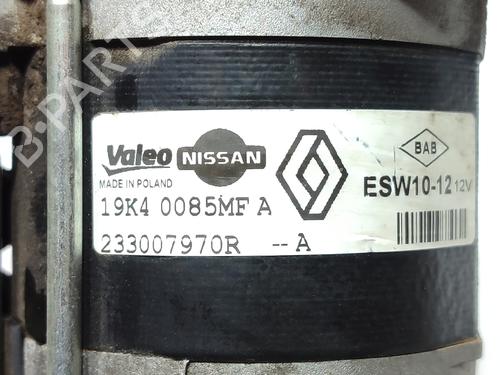 Valeo NISSAN
MADE IN POLAND
BAB
ESW10-12 12V
19K4 0085MF A
233007970R --A
B-PARTS